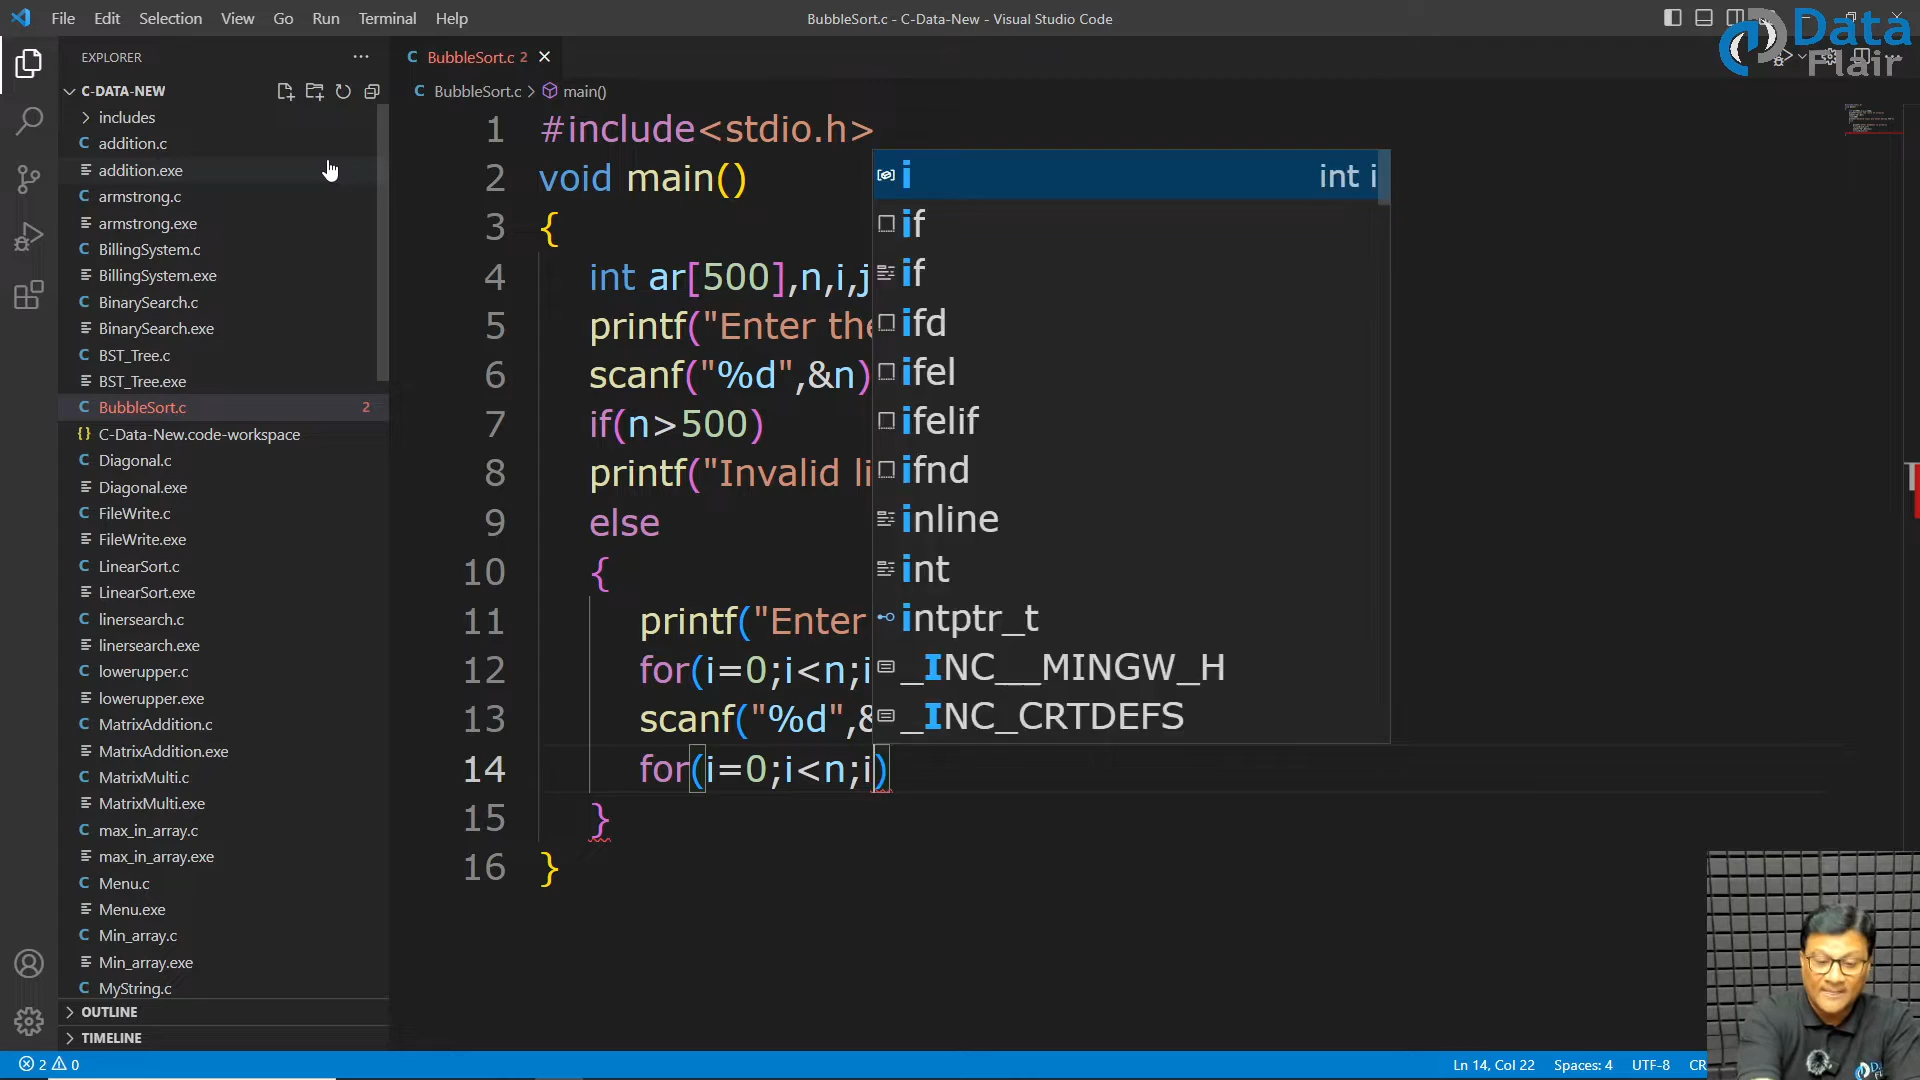 File Edit Selection View Go Run Terminal Help
BubbleSort.c - C-Data-New - Visual Studio Code
Data
Flair
EXPLORER
C-DATA-NEW
includes
addition.c
addition.exe
armstrong.c
armstrong.exe
BillingSystem.c
BillingSystem.exe
BinarySearch.c
BinarySearch.exe
BST_Tree.c
BST_Tree.exe
BubbleSort.c 2
C-Data-New.code-workspace
Diagonal.c
Diagonal.exe
FileWrite.c
FileWrite.exe
LinearSort.c
LinearSort.exe
linersearch.c
linersearch.exe
lowerupper.c
lowerupper.exe
MatrixAddition.c
MatrixAddition.exe
MatrixMulti.c
MatrixMulti.exe
max_in_array.c
max_in_array.exe
Menu.c
Menu.exe
Min_array.c
Min_array.exe
MyString.c
OUTLINE
TIMELINE
C BubbleSort.c 2
C BubbleSort.c > main()
1 #include<stdio.h>
2 void main()
3 {
4 int ar[500],n,i,j
5 printf("Enter the
6 scanf("%d",&n)
7 if(n>500)
8 printf("Invalid li
9 else
10 {
11 printf("Enter
12 for(i=0;i<n;i
13 scanf("%d",&
14 for(i=0;i<n;i)
15 }
16 }
i int i
if
if
ifd
ifel
ifelif
ifnd
inline
int
intptr_t
_INC__MINGW_H
_INC_CRTDEFS
2 0
Ln 14, Col 22 Spaces: 4 UTF-8 CR